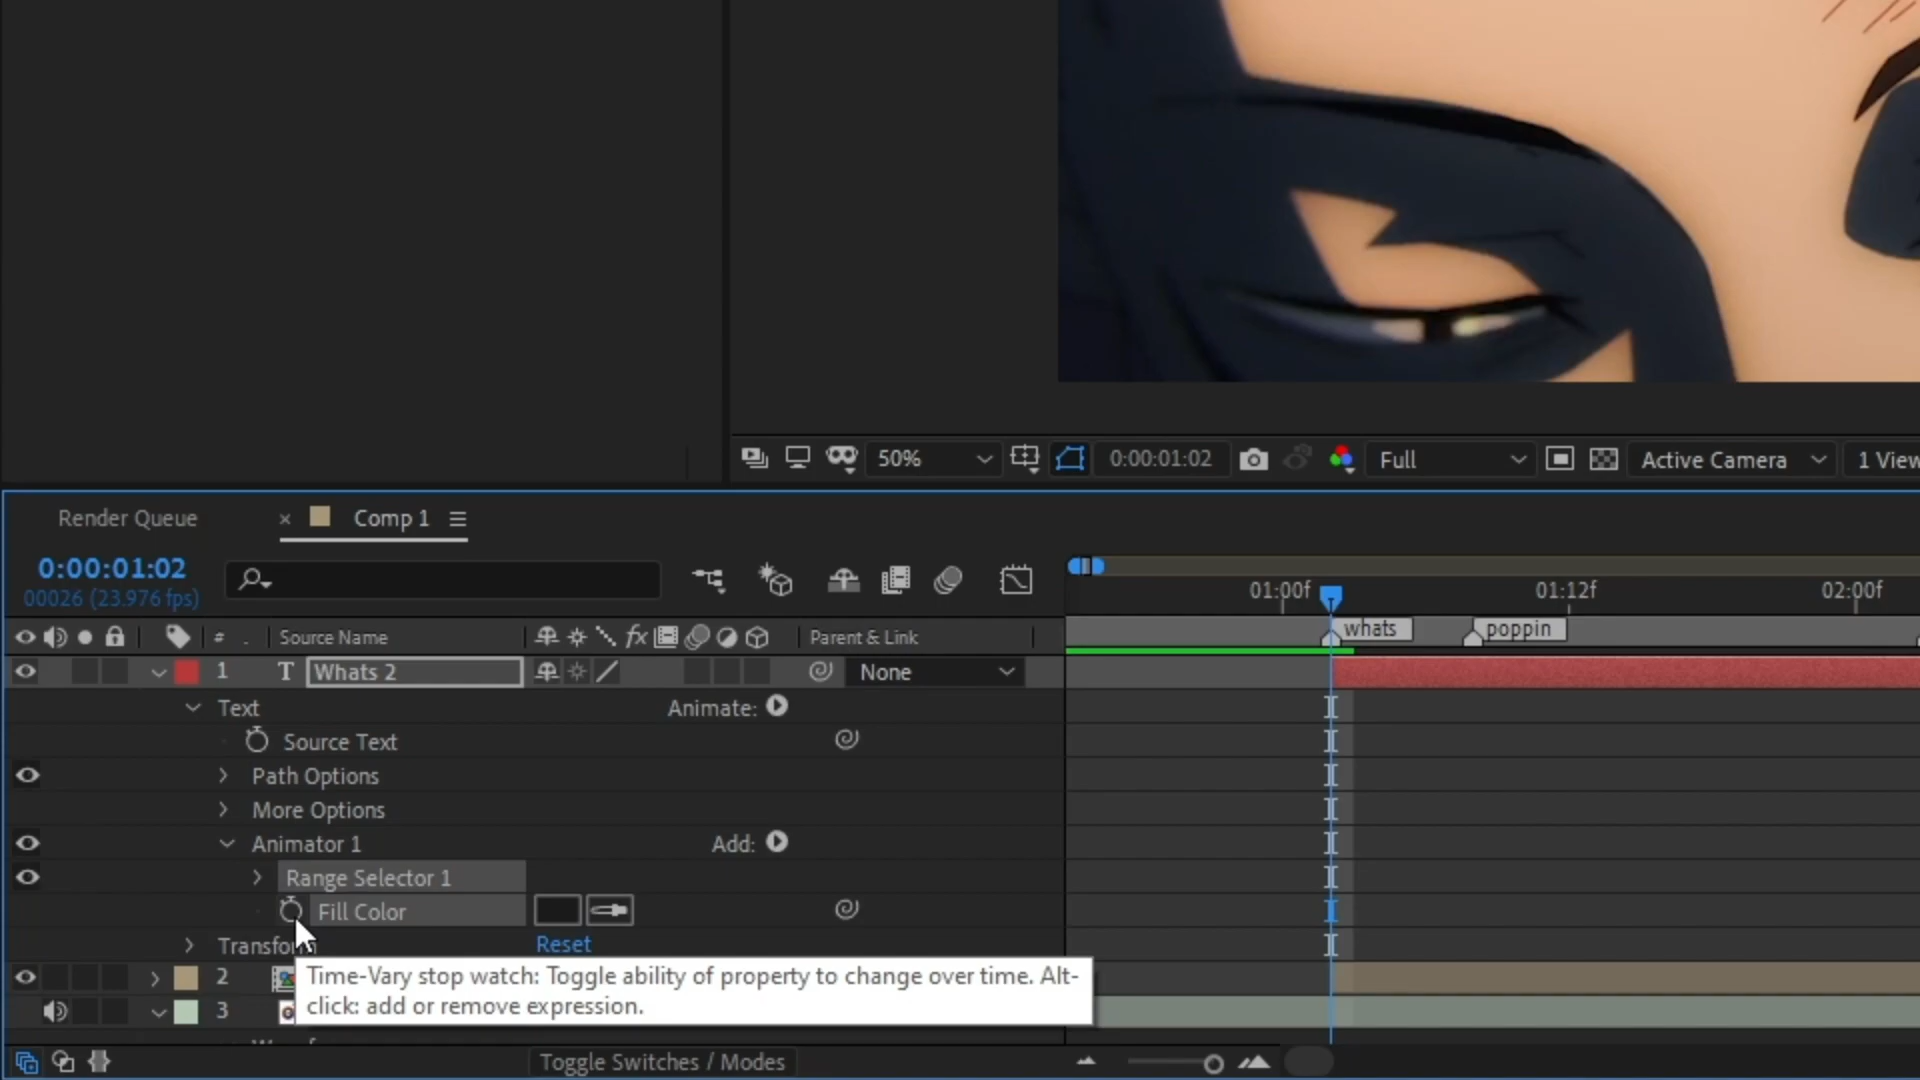 50%
0:00:01:02
Full
Active Camera
1 View
Render Queue
× Comp 1
0:00:01:02
00026 (23.976 fps)
01:00f
01:12f
02:00f
# . Source Name
fx
Parent & Link
whats
poppin
1 T Whats 2
None
Text
Animate:
Source Text
Path Options
More Options
Animator 1
Add:
Range Selector 1
Fill Color
Transform
Reset
2
Time-Vary stop watch: Toggle ability of property to change over time. Alt-
click: add or remove expression.
3
Toggle Switches / Modes